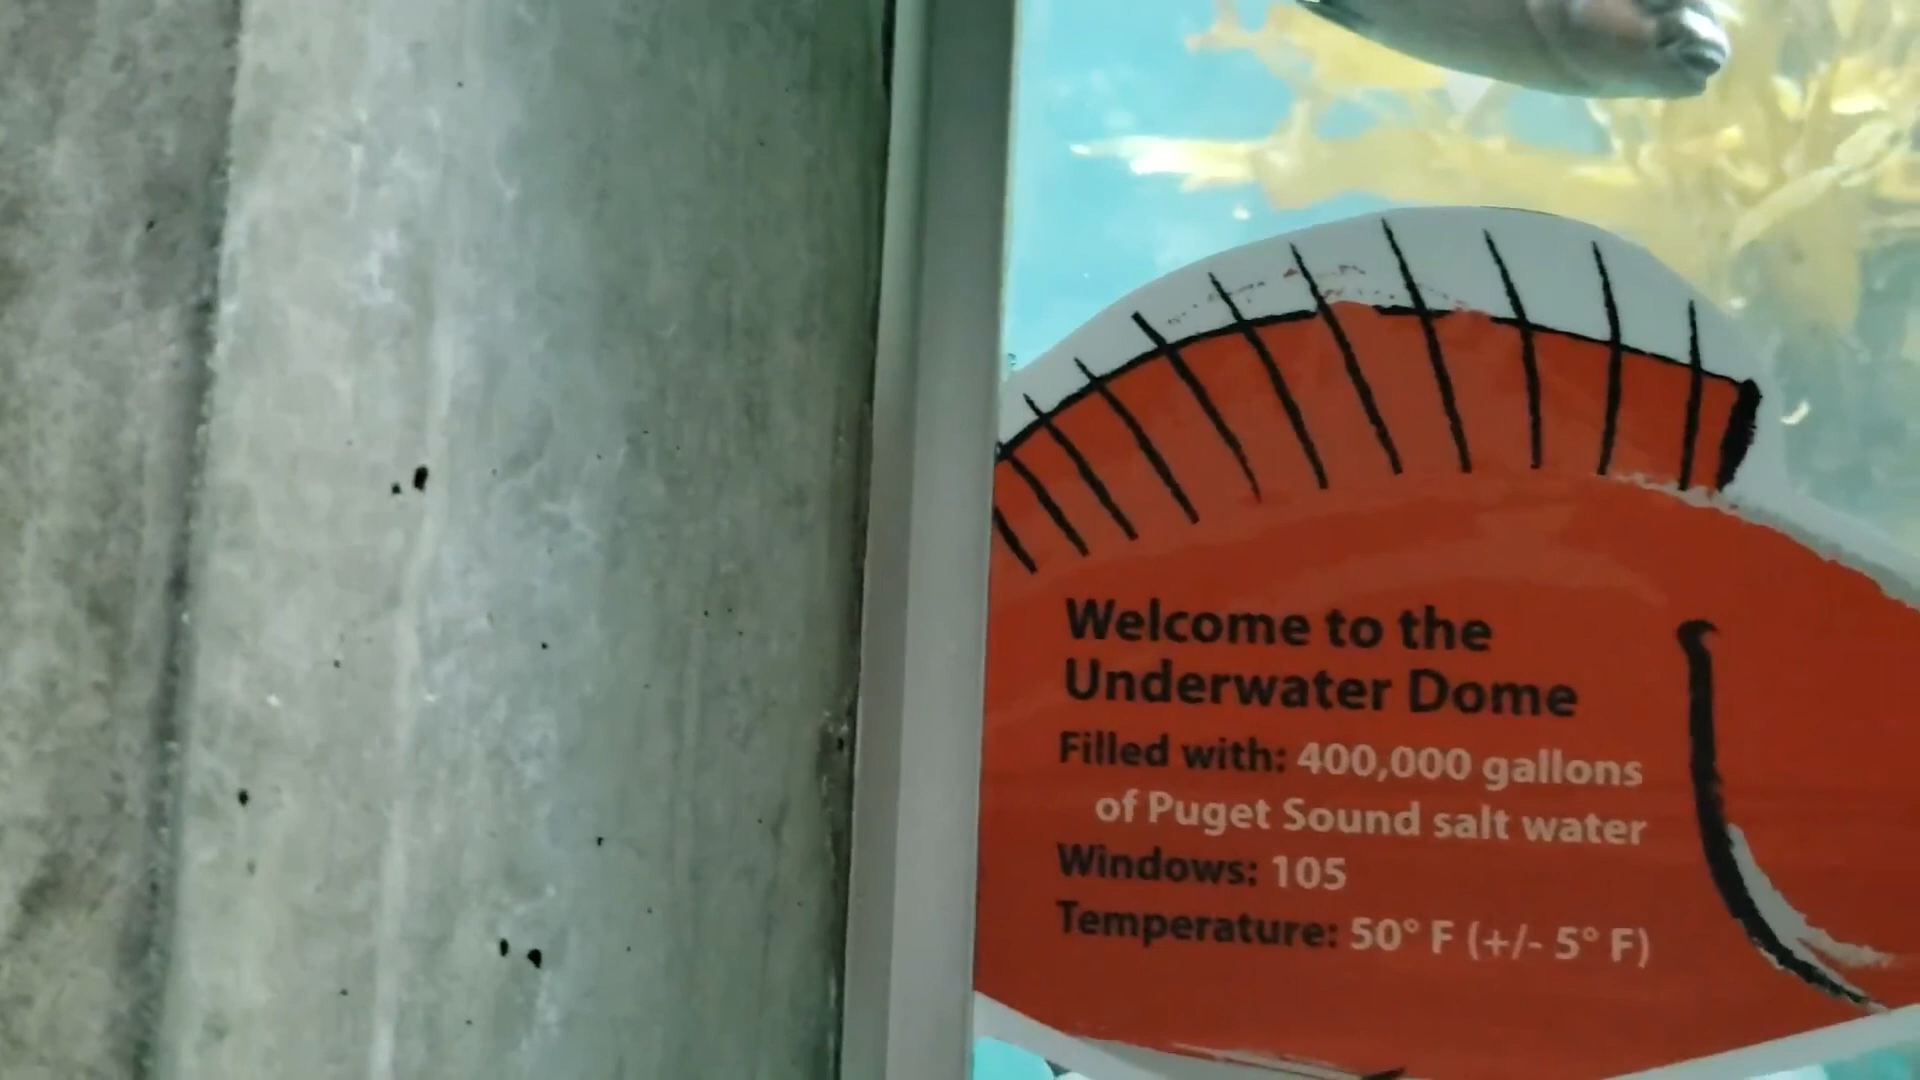 Welcome to the
Underwater Dome
Filled with: 400,000 gallons
of Puget Sound salt water
Windows: 105
Temperature: 50° F (+/- 5° F)